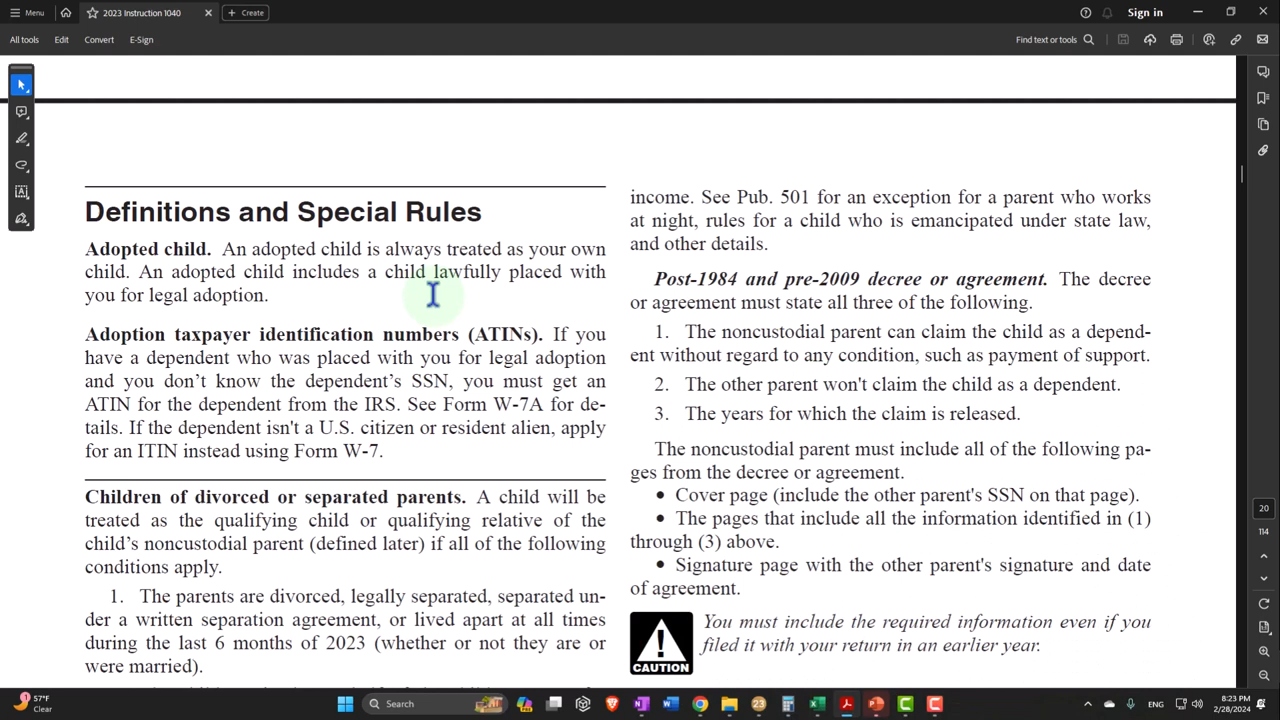 Menu
2023 Instruction 1040
Create
Sign in
All tools
Edit
Convert
E-Sign
Find text or tools
Definitions and Special Rules
Adopted child. An adopted child is always treated as your own
child. An adopted child includes a child lawfully placed with
you for legal adoption.
Adoption taxpayer identification numbers (ATINs). If you
have a dependent who was placed with you for legal adoption
and you don't know the dependent's SSN, you must get an
ATIN for the dependent from the IRS. See Form W-7A for de-
tails. If the dependent isn't a U.S. citizen or resident alien, apply
for an ITIN instead using Form W-7.
Children of divorced or separated parents. A child will be
treated as the qualifying child or qualifying relative of the
child's noncustodial parent (defined later) if all of the following
conditions apply.
1. The parents are divorced, legally separated, separated un-
der a written separation agreement, or lived apart at all times
during the last 6 months of 2023 (whether or not they are or
were married).
income. See Pub. 501 for an exception for a parent who works
at night, rules for a child who is emancipated under state law,
and other details.
Post-1984 and pre-2009 decree or agreement. The decree
or agreement must state all three of the following.
1. The noncustodial parent can claim the child as a depend-
ent without regard to any condition, such as payment of support.
2. The other parent won't claim the child as a dependent.
3. The years for which the claim is released.
The noncustodial parent must include all of the following pa-
ges from the decree or agreement.
• Cover page (include the other parent's SSN on that page).
• The pages that include all the information identified in (1)
through (3) above.
• Signature page with the other parent's signature and date
of agreement.
CAUTION
You must include the required information even if you
filed it with your return in an earlier year.
20
114
57°F
Clear
Search
ENG
8:23 PM
2/28/2024